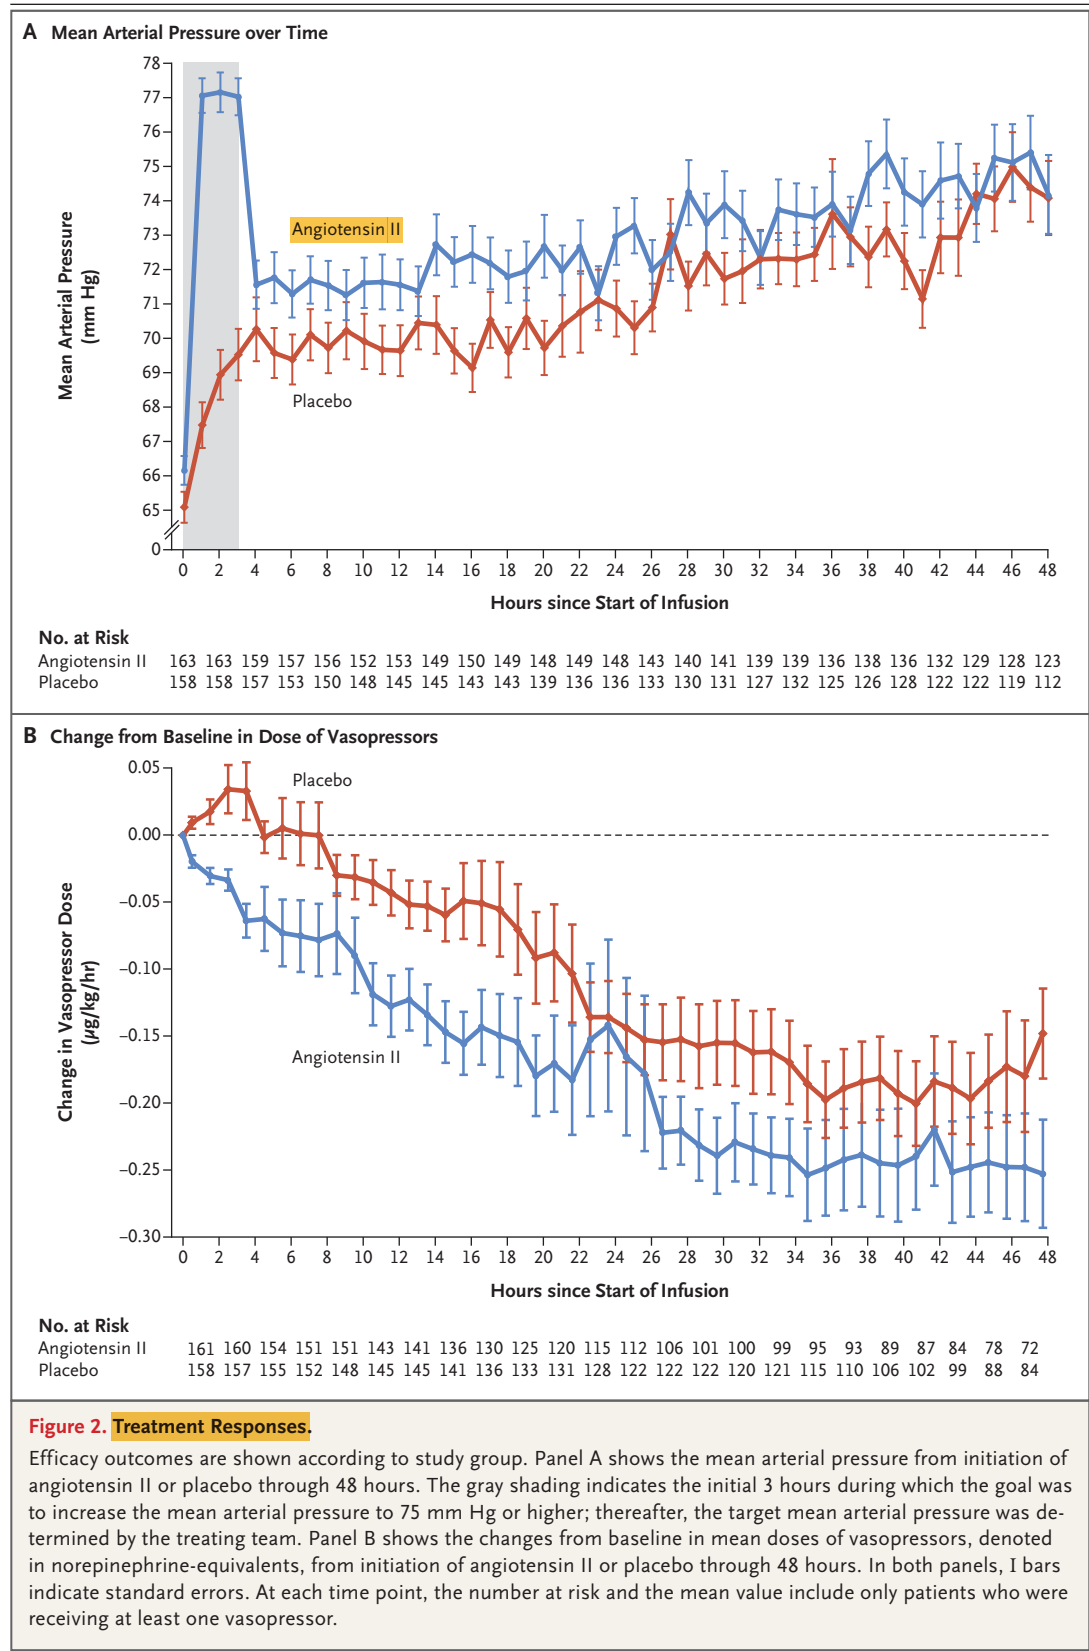 A Mean Arterial Pressure over Time
78
77
76
75
74
73
72
71
70
69
68
67
66
65
0
Mean Arterial Pressure
(mm Hg)
Angiotensin II
Placebo
0 2 4 6 8 10 12 14 16 18 20 22 24 26 28 30 32 34 36 38 40 42 44 46 48
Hours since Start of Infusion
No. at Risk
Angiotensin II 163 163 159 157 156 152 153 149 150 149 148 149 148 143 140 141 139 139 136 138 136 132 129 128 123
Placebo 158 158 157 153 150 148 145 145 143 143 139 136 136 133 130 131 127 132 125 126 128 122 122 119 112
B Change from Baseline in Dose of Vasopressors
0.05
0.00
−0.05
−0.10
−0.15
−0.20
−0.25
−0.30
Change in Vasopressor Dose
(µg/kg/hr)
Placebo
Angiotensin II
0 2 4 6 8 10 12 14 16 18 20 22 24 26 28 30 32 34 36 38 40 42 44 46 48
Hours since Start of Infusion
No. at Risk
Angiotensin II 161 160 154 151 151 143 141 136 130 125 120 115 112 106 101 100 99 95 93 89 87 84 78 72
Placebo 158 157 155 152 148 145 145 141 136 133 131 128 122 122 122 120 121 115 110 106 102 99 88 84
Figure 2. Treatment Responses.
Efficacy outcomes are shown according to study group. Panel A shows the mean arterial pressure from initiation of
angiotensin II or placebo through 48 hours. The gray shading indicates the initial 3 hours during which the goal was
to increase the mean arterial pressure to 75 mm Hg or higher; thereafter, the target mean arterial pressure was de-
termined by the treating team. Panel B shows the changes from baseline in mean doses of vasopressors, denoted
in norepinephrine-equivalents, from initiation of angiotensin II or placebo through 48 hours. In both panels, I bars
indicate standard errors. At each time point, the number at risk and the mean value include only patients who were
receiving at least one vasopressor.